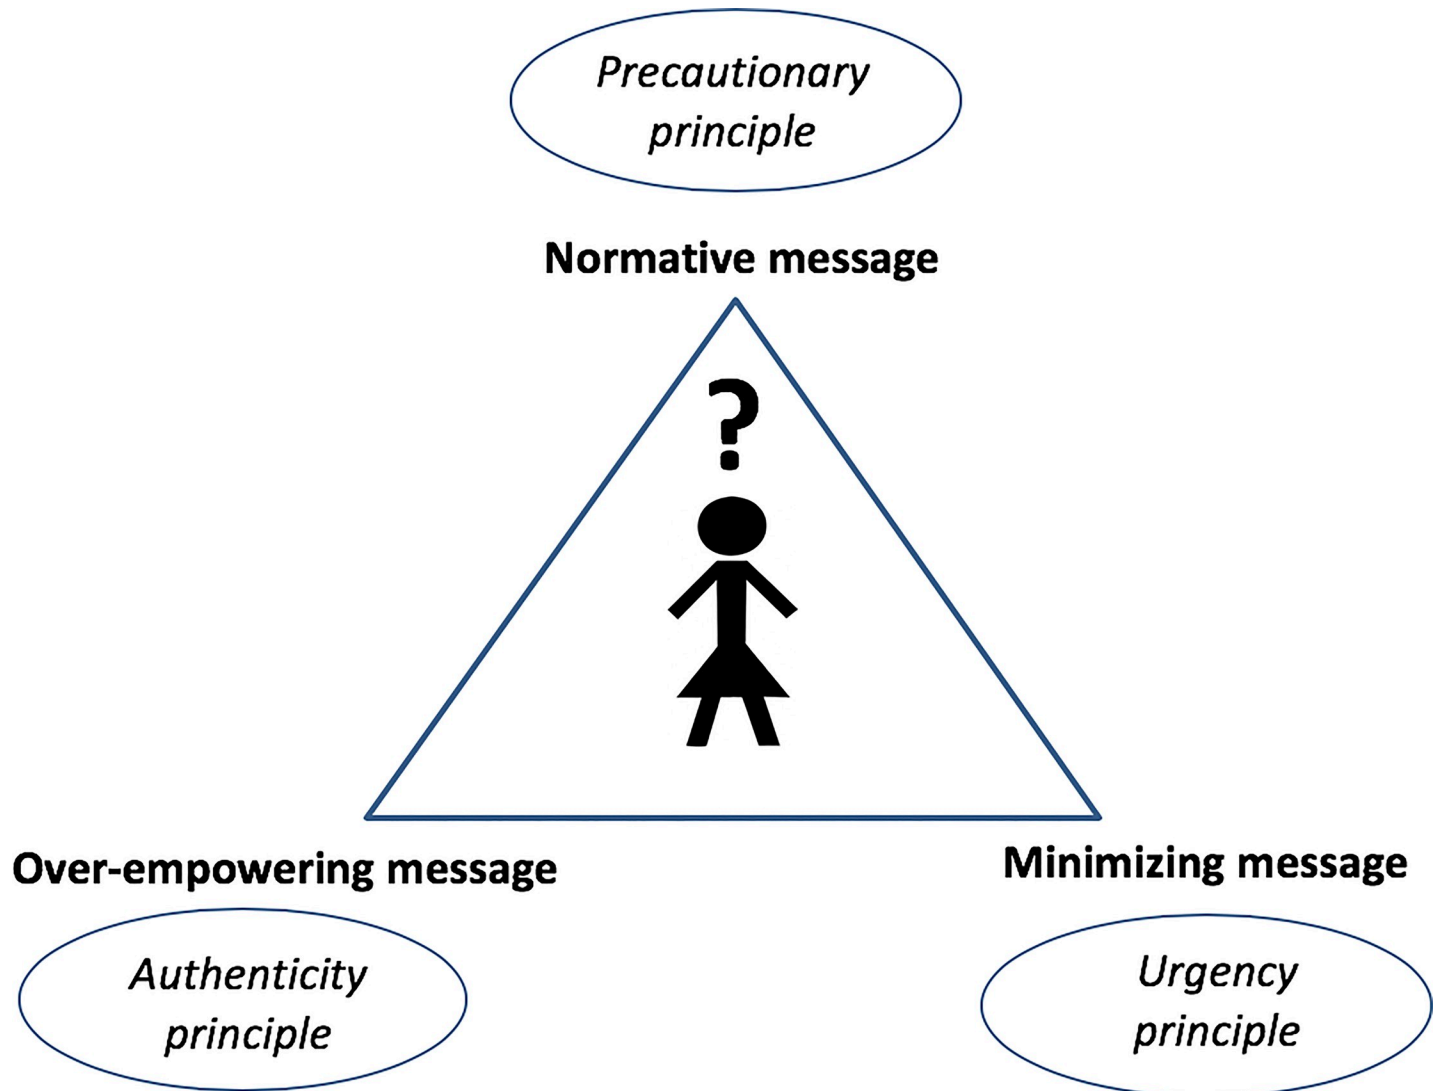 Precautionary
principle
Normative message
?
Over-empowering message
Minimizing message
Authenticity
principle
Urgency
principle